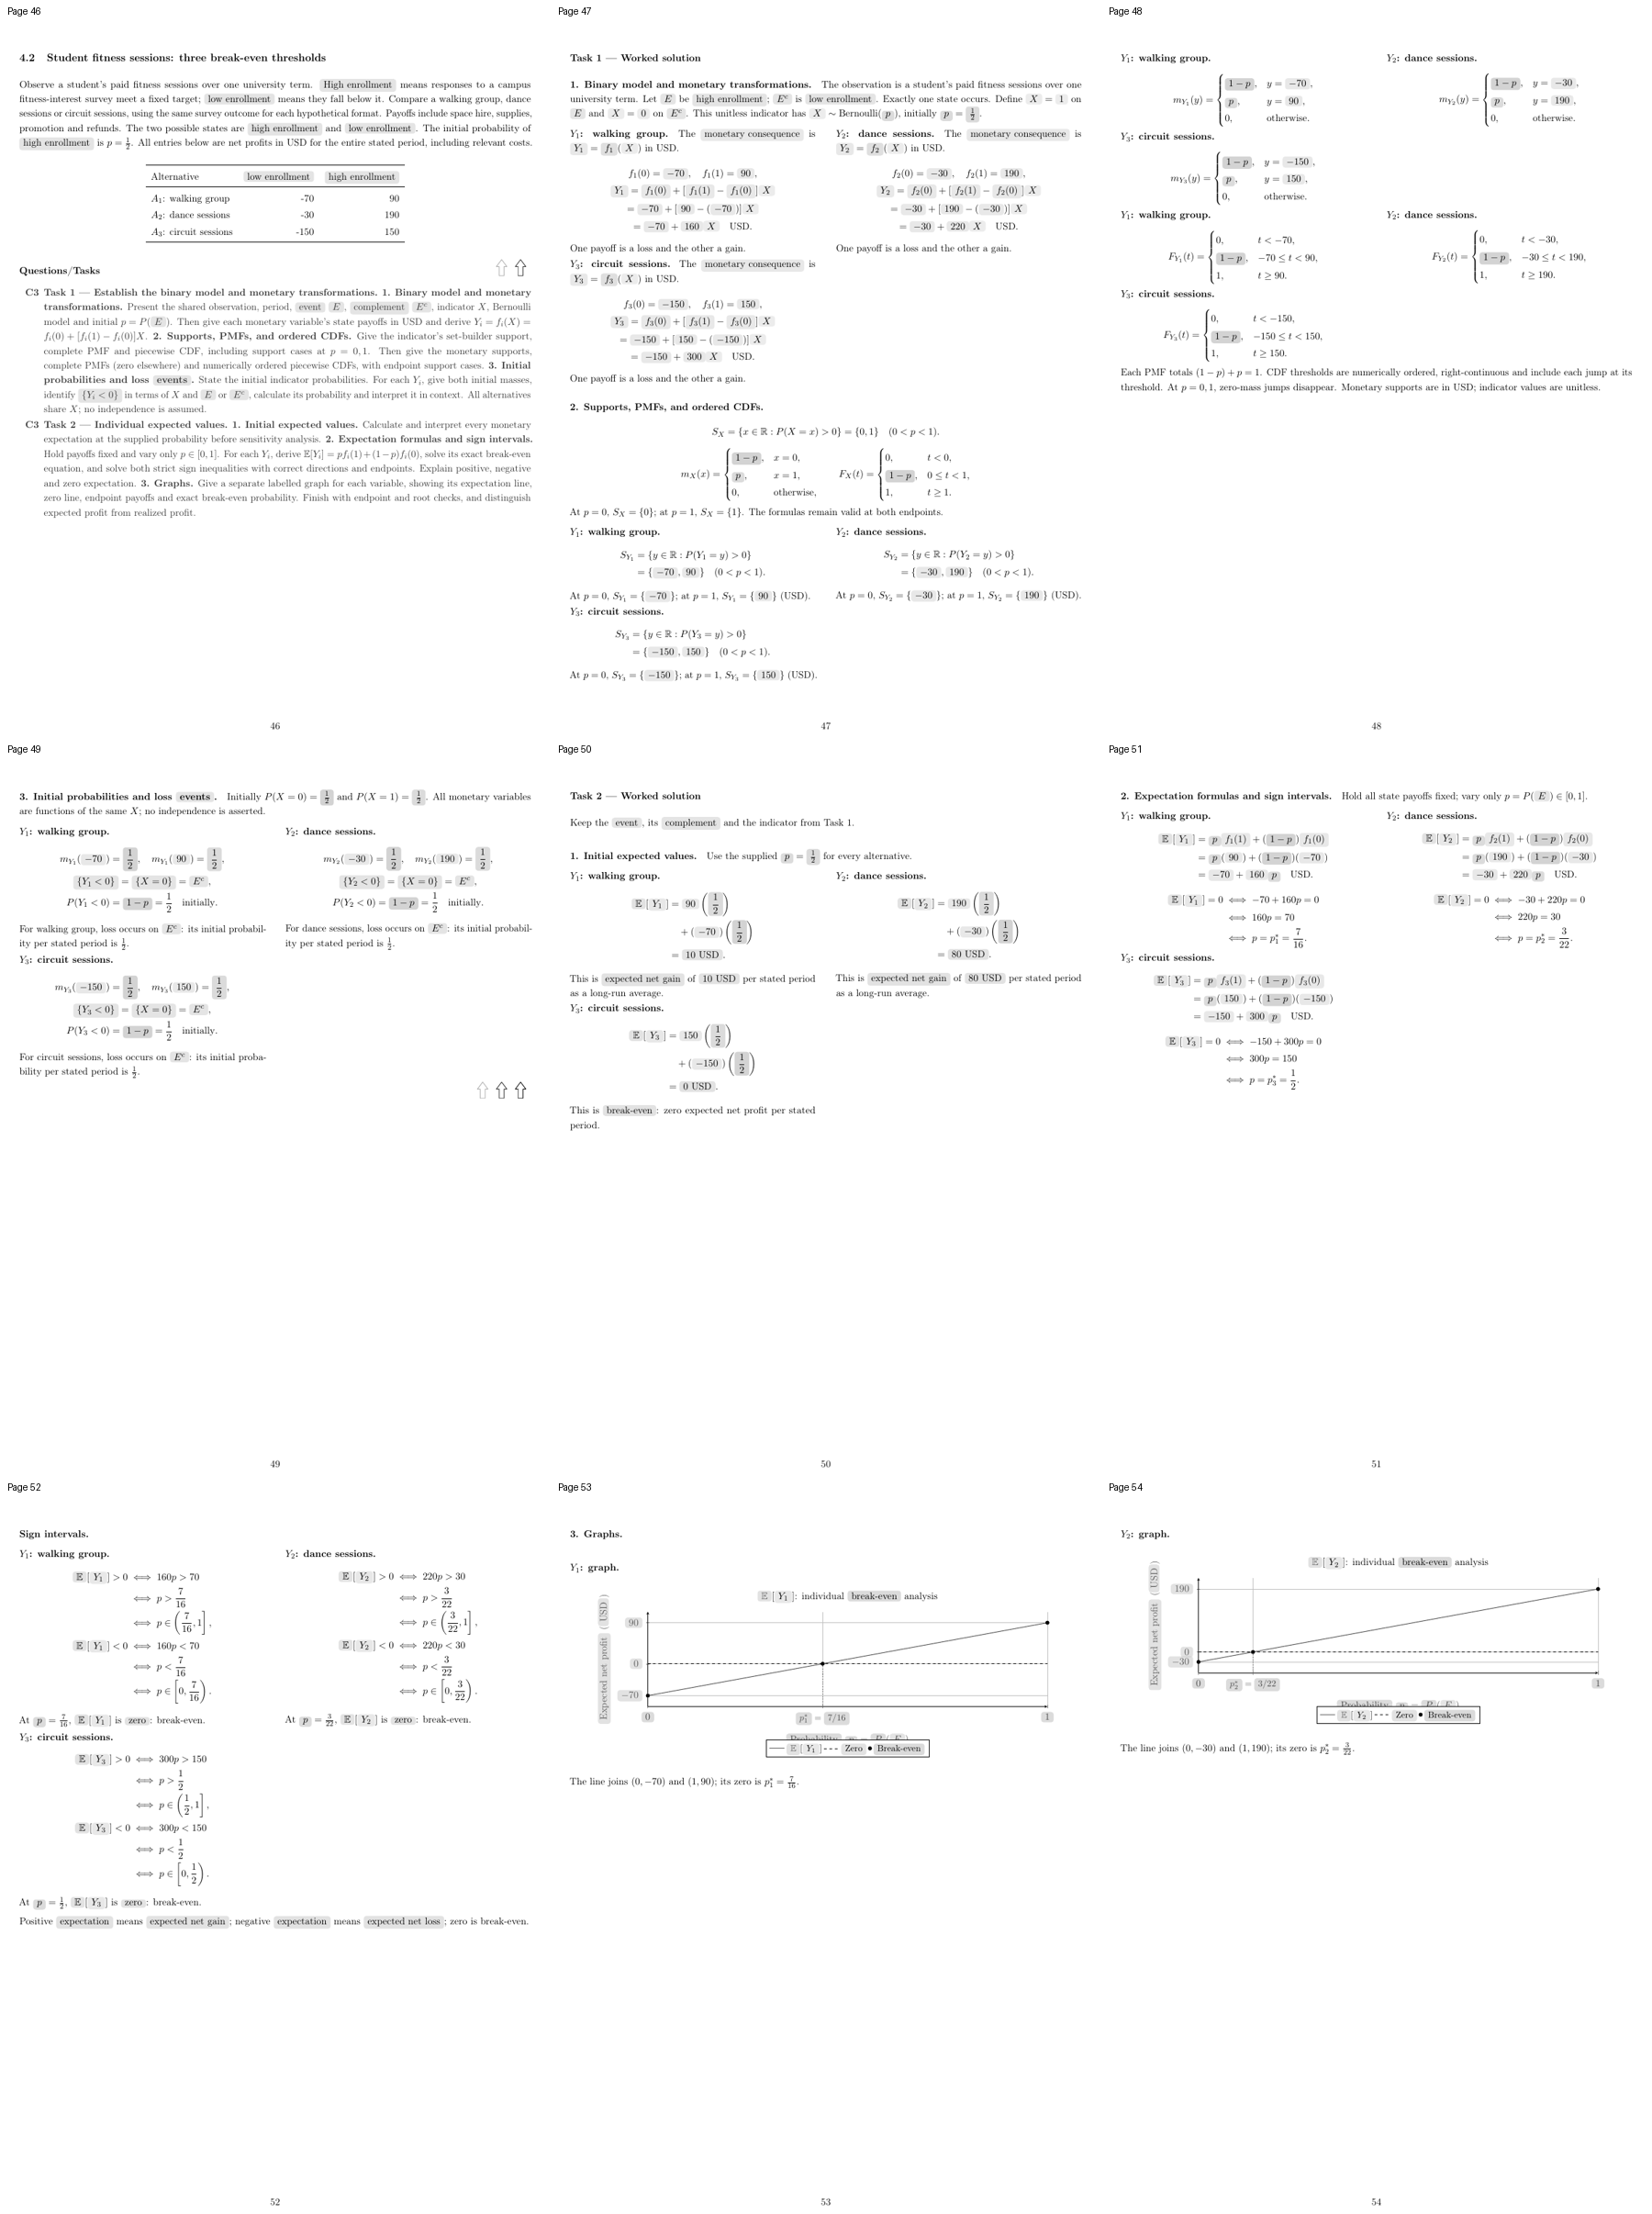 Page 46
4.2 Student fitness sessions: three break-even thresholds
Observe a student's paid fitness sessions over one university term. High enrollment means responses to a campus
fitness-interest survey meet a fixed target; low enrollment means they fall below it. Compare a walking group, dance
sessions or circuit sessions, using the same survey outcome for each hypothetical format. Payoffs include space hire, supplies,
promotion and refunds. The two possible states are high enrollment and low enrollment. The initial probability of
high enrollment is p = 1/2. All entries below are net profits in USD for the entire stated period, including relevant costs.
Alternative low enrollment high enrollment
A₁: walking group -70 90
A₂: dance sessions -30 190
A₃: circuit sessions -150 150
Questions/Tasks
C3 Task 1 — Establish the binary model and monetary transformations. 1. Binary model and monetary
transformations. Present the shared observation, period, event E, complement Eᶜ, indicator X, Bernoulli
model and initial p = P(E). Then give each monetary variable's state payoffs in USD and derive Yᵢ = fᵢ(X) =
fᵢ(0) + [fᵢ(1) − fᵢ(0)]X. 2. Supports, PMFs, and ordered CDFs. Give the indicator's set-builder support,
complete PMF and piecewise CDF, including support cases at p = 0, 1. Then give the monetary supports,
complete PMFs (zero elsewhere) and numerically ordered piecewise CDFs, with endpoint support cases. 3. Initial
probabilities and loss events. State the initial indicator probabilities. For each Yᵢ, give both initial masses,
identify {Yᵢ < 0} in terms of X and E or Eᶜ, calculate its probability and interpret it in context. All alternatives
share X; no independence is assumed.
C3 Task 2 — Individual expected values. 1. Initial expected values. Calculate and interpret every monetary
expectation at the supplied probability before sensitivity analysis. 2. Expectation formulas and sign intervals.
Hold payoffs fixed and vary only p ∈ [0, 1]. For each Yᵢ, derive 𝔼[Yᵢ] = pfᵢ(1)+(1−p)fᵢ(0), solve its exact break-even
equation, and solve both strict sign inequalities with correct directions and endpoints. Explain positive, negative
and zero expectation. 3. Graphs. Give a separate labelled graph for each variable, showing its expectation line,
zero line, endpoint payoffs and exact break-even probability. Finish with endpoint and root checks, and distinguish
expected profit from realized profit.
46
Page 47
Task 1 — Worked solution
1. Binary model and monetary transformations. The observation is a student's paid fitness sessions over one
university term. Let E be high enrollment; Eᶜ is low enrollment. Exactly one state occurs. Define X = 1 on
E and X = 0 on Eᶜ. This unitless indicator has X ∼ Bernoulli(p), initially p = 1/2.
Y₁: walking group. The monetary consequence is
Y₁ = f₁(X) in USD.
f₁(0) = −70, f₁(1) = 90,
Y₁ = f₁(0) + [f₁(1) − f₁(0)] X
= −70 + [90 − (−70)] X
= −70 + 160 X USD.
One payoff is a loss and the other a gain.
Y₂: dance sessions. The monetary consequence is
Y₂ = f₂(X) in USD.
f₂(0) = −30, f₂(1) = 190,
Y₂ = f₂(0) + [f₂(1) − f₂(0)] X
= −30 + [190 − (−30)] X
= −30 + 220 X USD.
One payoff is a loss and the other a gain.
Y₃: circuit sessions. The monetary consequence is
Y₃ = f₃(X) in USD.
f₃(0) = −150, f₃(1) = 150,
Y₃ = f₃(0) + [f₃(1) − f₃(0)] X
= −150 + [150 − (−150)] X
= −150 + 300 X USD.
One payoff is a loss and the other a gain.
2. Supports, PMFs, and ordered CDFs.
S_X = {x ∈ ℝ : P(X = x) > 0} = {0, 1} (0 < p < 1).
m_X(x) = { 1 − p, x = 0,
p, x = 1,
0, otherwise,
F_X(t) = { 0, t < 0,
1 − p, 0 ≤ t < 1,
1, t ≥ 1.
At p = 0, S_X = {0}; at p = 1, S_X = {1}. The formulas remain valid at both endpoints.
Y₁: walking group.
S_Y₁ = {y ∈ ℝ : P(Y₁ = y) > 0}
= {−70, 90} (0 < p < 1).
At p = 0, S_Y₁ = {−70}; at p = 1, S_Y₁ = {90} (USD).
Y₂: dance sessions.
S_Y₂ = {y ∈ ℝ : P(Y₂ = y) > 0}
= {−30, 190} (0 < p < 1).
At p = 0, S_Y₂ = {−30}; at p = 1, S_Y₂ = {190} (USD).
Y₃: circuit sessions.
S_Y₃ = {y ∈ ℝ : P(Y₃ = y) > 0}
= {−150, 150} (0 < p < 1).
At p = 0, S_Y₃ = {−150}; at p = 1, S_Y₃ = {150} (USD).
47
Page 48
Y₁: walking group.
m_Y₁(y) = { 1 − p, y = −70,
p, y = 90,
0, otherwise.
Y₂: dance sessions.
m_Y₂(y) = { 1 − p, y = −30,
p, y = 190,
0, otherwise.
Y₃: circuit sessions.
m_Y₃(y) = { 1 − p, y = −150,
p, y = 150,
0, otherwise.
Y₁: walking group.
F_Y₁(t) = { 0, t < −70,
1 − p, −70 ≤ t < 90,
1, t ≥ 90.
Y₂: dance sessions.
F_Y₂(t) = { 0, t < −30,
1 − p, −30 ≤ t < 190,
1, t ≥ 190.
Y₃: circuit sessions.
F_Y₃(t) = { 0, t < −150,
1 − p, −150 ≤ t < 150,
1, t ≥ 150.
Each PMF totals (1 − p) + p = 1. CDF thresholds are numerically ordered, right-continuous and include each jump at its
threshold. At p = 0, 1, zero-mass jumps disappear. Monetary supports are in USD; indicator values are unitless.
48
Page 49
3. Initial probabilities and loss events. Initially P(X = 0) = 1/2 and P(X = 1) = 1/2. All monetary variables
are functions of the same X; no independence is asserted.
Y₁: walking group.
m_Y₁(−70) = 1/2, m_Y₁(90) = 1/2,
{Y₁ < 0} = {X = 0} = Eᶜ,
P(Y₁ < 0) = 1 − p = 1/2 initially.
For walking group, loss occurs on Eᶜ: its initial probabil-
ity per stated period is 1/2.
Y₂: dance sessions.
m_Y₂(−30) = 1/2, m_Y₂(190) = 1/2,
{Y₂ < 0} = {X = 0} = Eᶜ,
P(Y₂ < 0) = 1 − p = 1/2 initially.
For dance sessions, loss occurs on Eᶜ: its initial probabil-
ity per stated period is 1/2.
Y₃: circuit sessions.
m_Y₃(−150) = 1/2, m_Y₃(150) = 1/2,
{Y₃ < 0} = {X = 0} = Eᶜ,
P(Y₃ < 0) = 1 − p = 1/2 initially.
For circuit sessions, loss occurs on Eᶜ: its initial proba-
bility per stated period is 1/2.
49
Page 50
Task 2 — Worked solution
Keep the event, its complement and the indicator from Task 1.
1. Initial expected values. Use the supplied p = 1/2 for every alternative.
Y₁: walking group.
𝔼[Y₁] = 90 (1/2)
+ (−70) (1/2)
= 10 USD.
This is expected net gain of 10 USD per stated period
as a long-run average.
Y₂: dance sessions.
𝔼[Y₂] = 190 (1/2)
+ (−30) (1/2)
= 80 USD.
This is expected net gain of 80 USD per stated period
as a long-run average.
Y₃: circuit sessions.
𝔼[Y₃] = 150 (1/2)
+ (−150) (1/2)
= 0 USD.
This is break-even: zero expected net profit per stated
period.
50
Page 51
2. Expectation formulas and sign intervals. Hold all state payoffs fixed; vary only p = P(E) ∈ [0, 1].
Y₁: walking group.
𝔼[Y₁] = p f₁(1) + (1 − p) f₁(0)
= p(90) + (1 − p)(−70)
= −70 + 160 p USD.
𝔼[Y₁] = 0 ⟺ −70 + 160p = 0
⟺ 160p = 70
⟺ p = p₁* = 7/16.
Y₂: dance sessions.
𝔼[Y₂] = p f₂(1) + (1 − p) f₂(0)
= p(190) + (1 − p)(−30)
= −30 + 220 p USD.
𝔼[Y₂] = 0 ⟺ −30 + 220p = 0
⟺ 220p = 30
⟺ p = p₂* = 3/22.
Y₃: circuit sessions.
𝔼[Y₃] = p f₃(1) + (1 − p) f₃(0)
= p(150) + (1 − p)(−150)
= −150 + 300 p USD.
𝔼[Y₃] = 0 ⟺ −150 + 300p = 0
⟺ 300p = 150
⟺ p = p₃* = 1/2.
51
Page 52
Sign intervals.
Y₁: walking group.
𝔼[Y₁] > 0 ⟺ 160p > 70
⟺ p > 7/16
⟺ p ∈ (7/16, 1],
𝔼[Y₁] < 0 ⟺ 160p < 70
⟺ p < 7/16
⟺ p ∈ [0, 7/16).
At p = 7/16, 𝔼[Y₁] is zero: break-even.
Y₂: dance sessions.
𝔼[Y₂] > 0 ⟺ 220p > 30
⟺ p > 3/22
⟺ p ∈ (3/22, 1],
𝔼[Y₂] < 0 ⟺ 220p < 30
⟺ p < 3/22
⟺ p ∈ [0, 3/22).
At p = 3/22, 𝔼[Y₂] is zero: break-even.
Y₃: circuit sessions.
𝔼[Y₃] > 0 ⟺ 300p > 150
⟺ p > 1/2
⟺ p ∈ (1/2, 1],
𝔼[Y₃] < 0 ⟺ 300p < 150
⟺ p < 1/2
⟺ p ∈ [0, 1/2).
At p = 1/2, 𝔼[Y₃] is zero: break-even.
Positive expectation means expected net gain; negative expectation means expected net loss; zero is break-even.
52
Page 53
3. Graphs.
Y₁: graph.
𝔼[Y₁]: individual break-even analysis
Expected net profit (USD)
90
0
−70
0 p₁* = 7/16 1
Probability p = P(E)
𝔼[Y₁] Zero Break-even
The line joins (0, −70) and (1, 90); its zero is p₁* = 7/16.
53
Page 54
Y₂: graph.
𝔼[Y₂]: individual break-even analysis
Expected net profit (USD)
190
0
−30
0 p₂* = 3/22 1
Probability p = P(E)
𝔼[Y₂] Zero Break-even
The line joins (0, −30) and (1, 190); its zero is p₂* = 3/22.
54